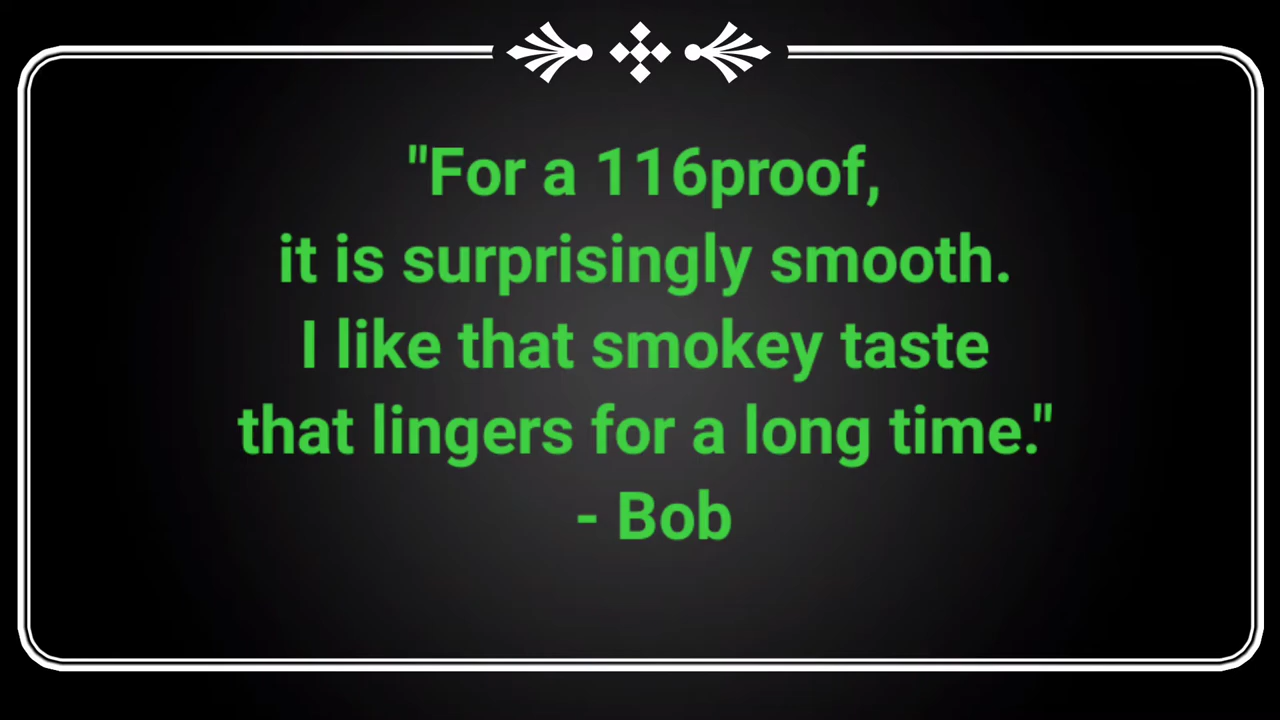 "For a 116proof,
it is surprisingly smooth.
I like that smokey taste
that lingers for a long time."
- Bob